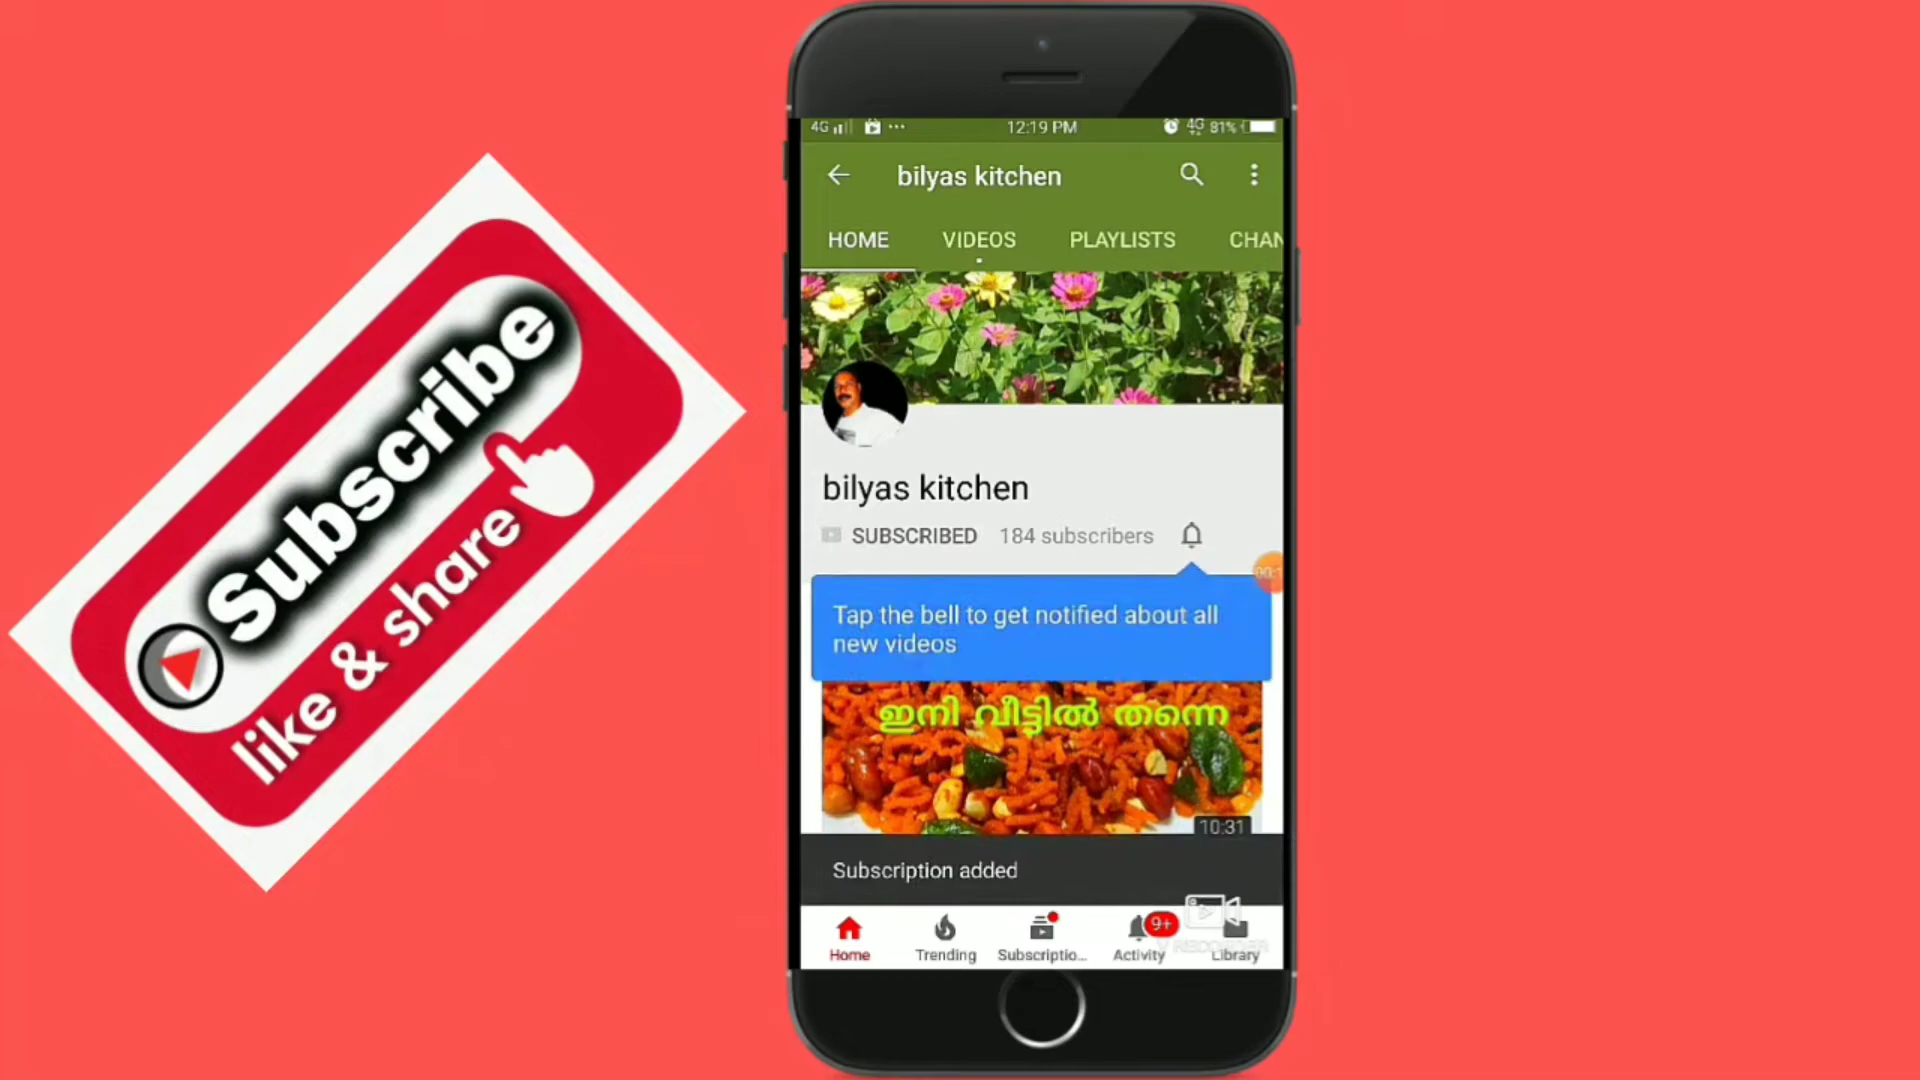 Subscribe
like & share
4G 12:19 PM 4G 81%
bilyas kitchen
HOME VIDEOS PLAYLISTS CHAN
bilyas kitchen
SUBSCRIBED 184 subscribers
Tap the bell to get notified about all
new videos
ഇനി വീട്ടിൽ തന്നെ
10:31
Subscription added
9+
Home Trending Subscriptio... Activity Library